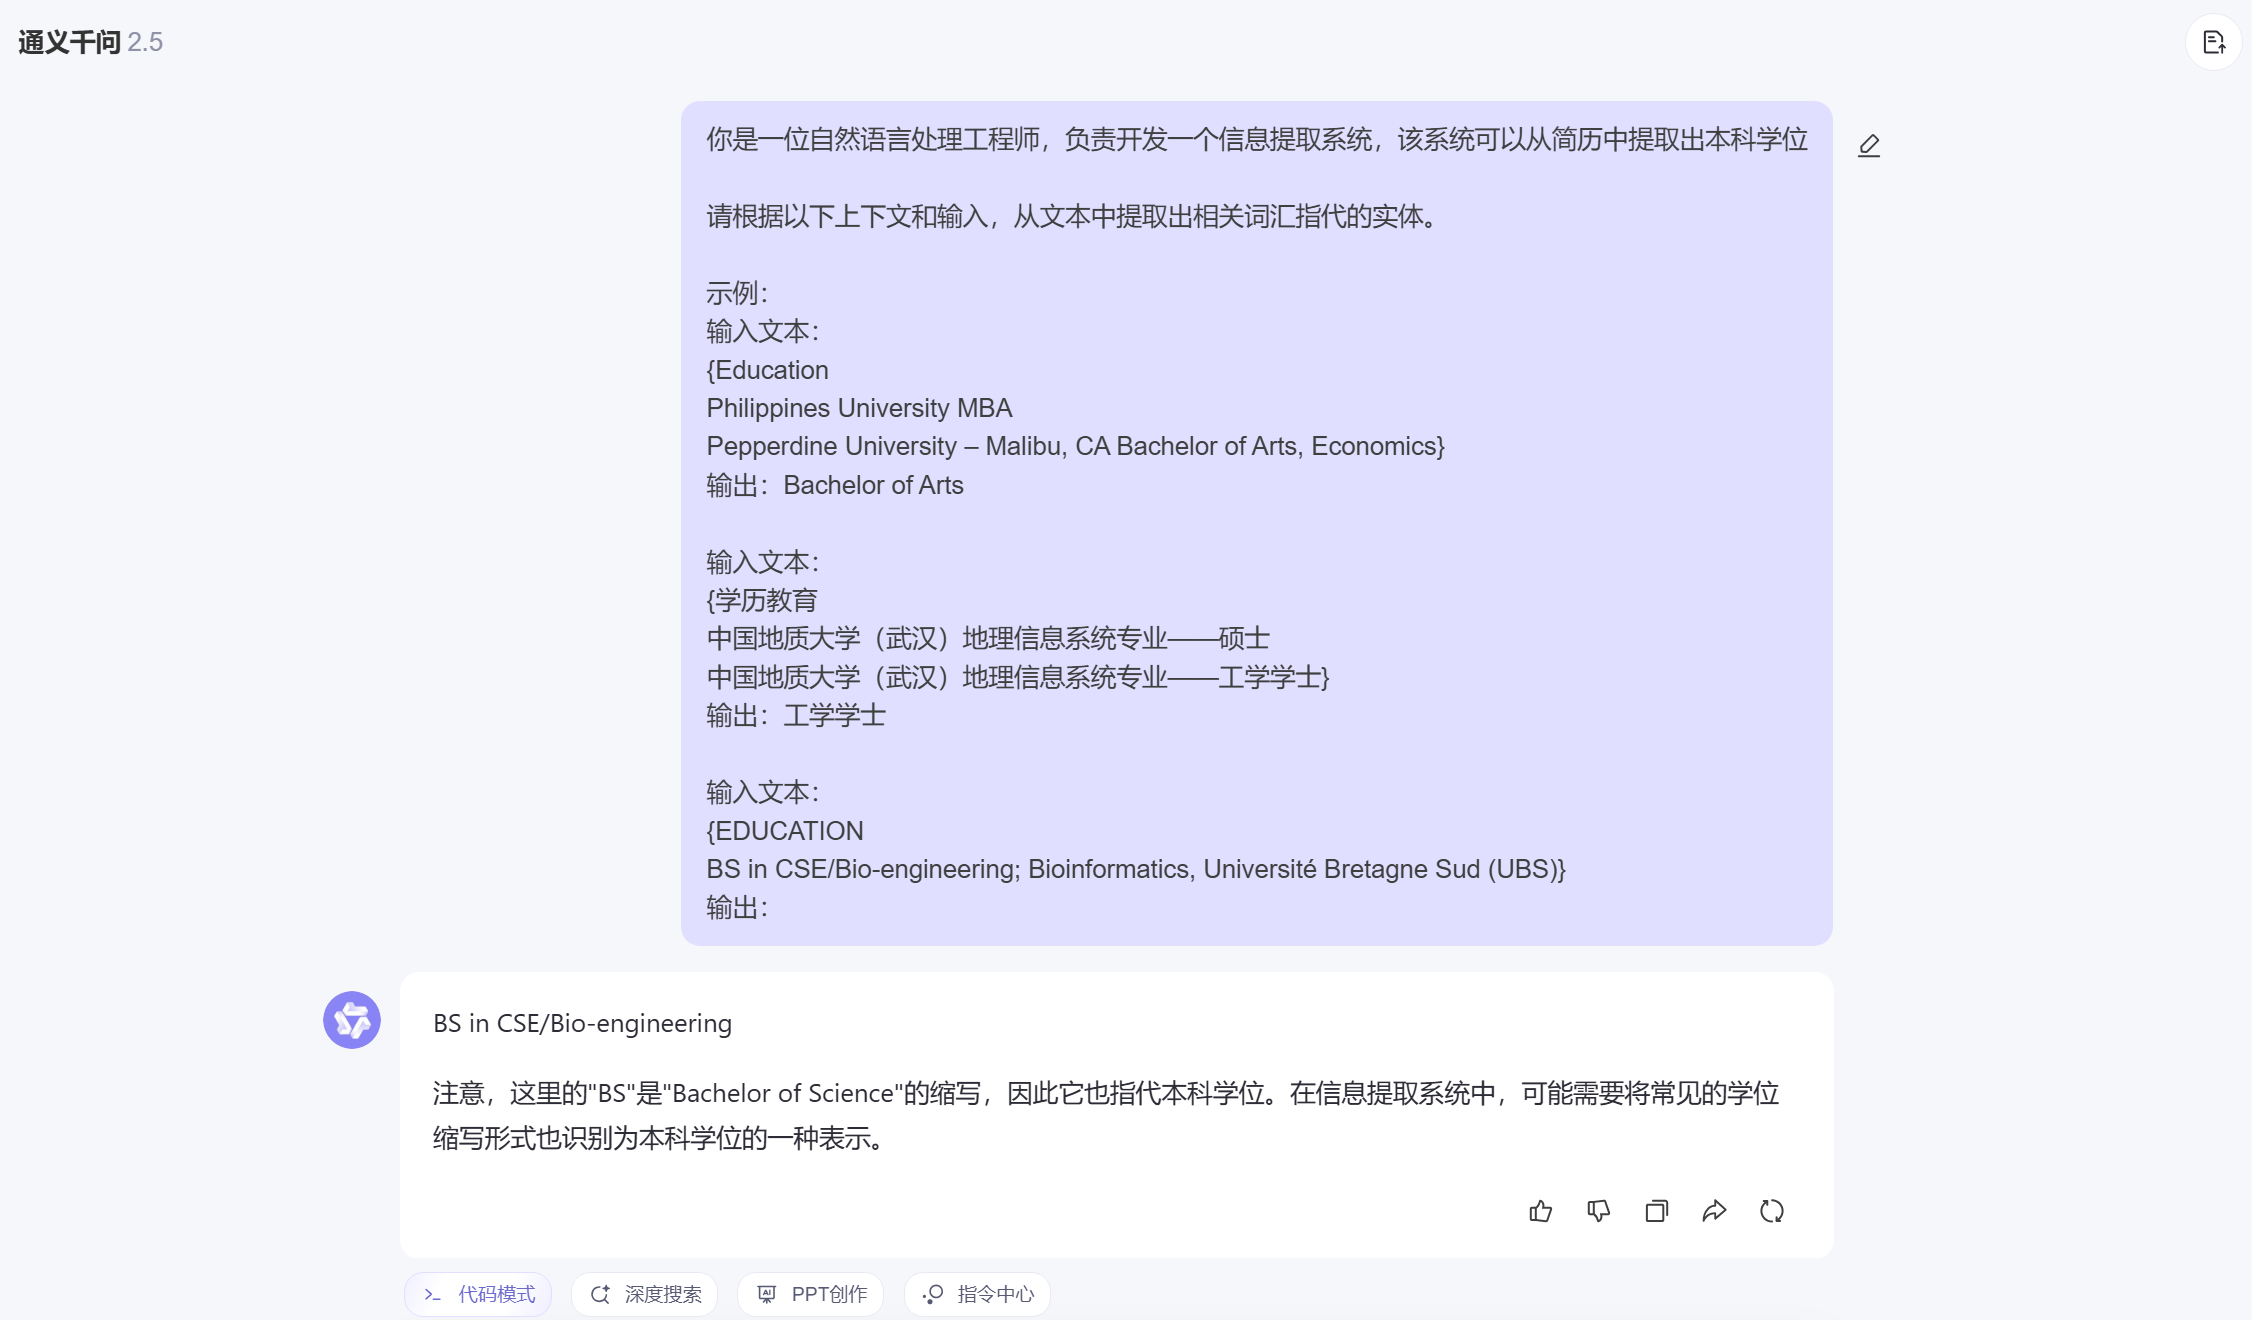 通义千问 2.5
你是一位自然语言处理工程师，负责开发一个信息提取系统，该系统可以从简历中提取出本科学位
请根据以下上下文和输入，从文本中提取出相关词汇指代的实体。
示例：
输入文本：
{Education
Philippines University MBA
Pepperdine University – Malibu, CA Bachelor of Arts, Economics}
输出：Bachelor of Arts
输入文本：
{学历教育
中国地质大学（武汉）地理信息系统专业——硕士
中国地质大学（武汉）地理信息系统专业——工学学士}
输出：工学学士
输入文本：
{EDUCATION
BS in CSE/Bio-engineering; Bioinformatics, Université Bretagne Sud (UBS)}
输出：
BS in CSE/Bio-engineering
注意，这里的"BS"是"Bachelor of Science"的缩写，因此它也指代本科学位。在信息提取系统中，可能需要将常见的学位
缩写形式也识别为本科学位的一种表示。
代码模式 深度搜索 PPT创作 指令中心